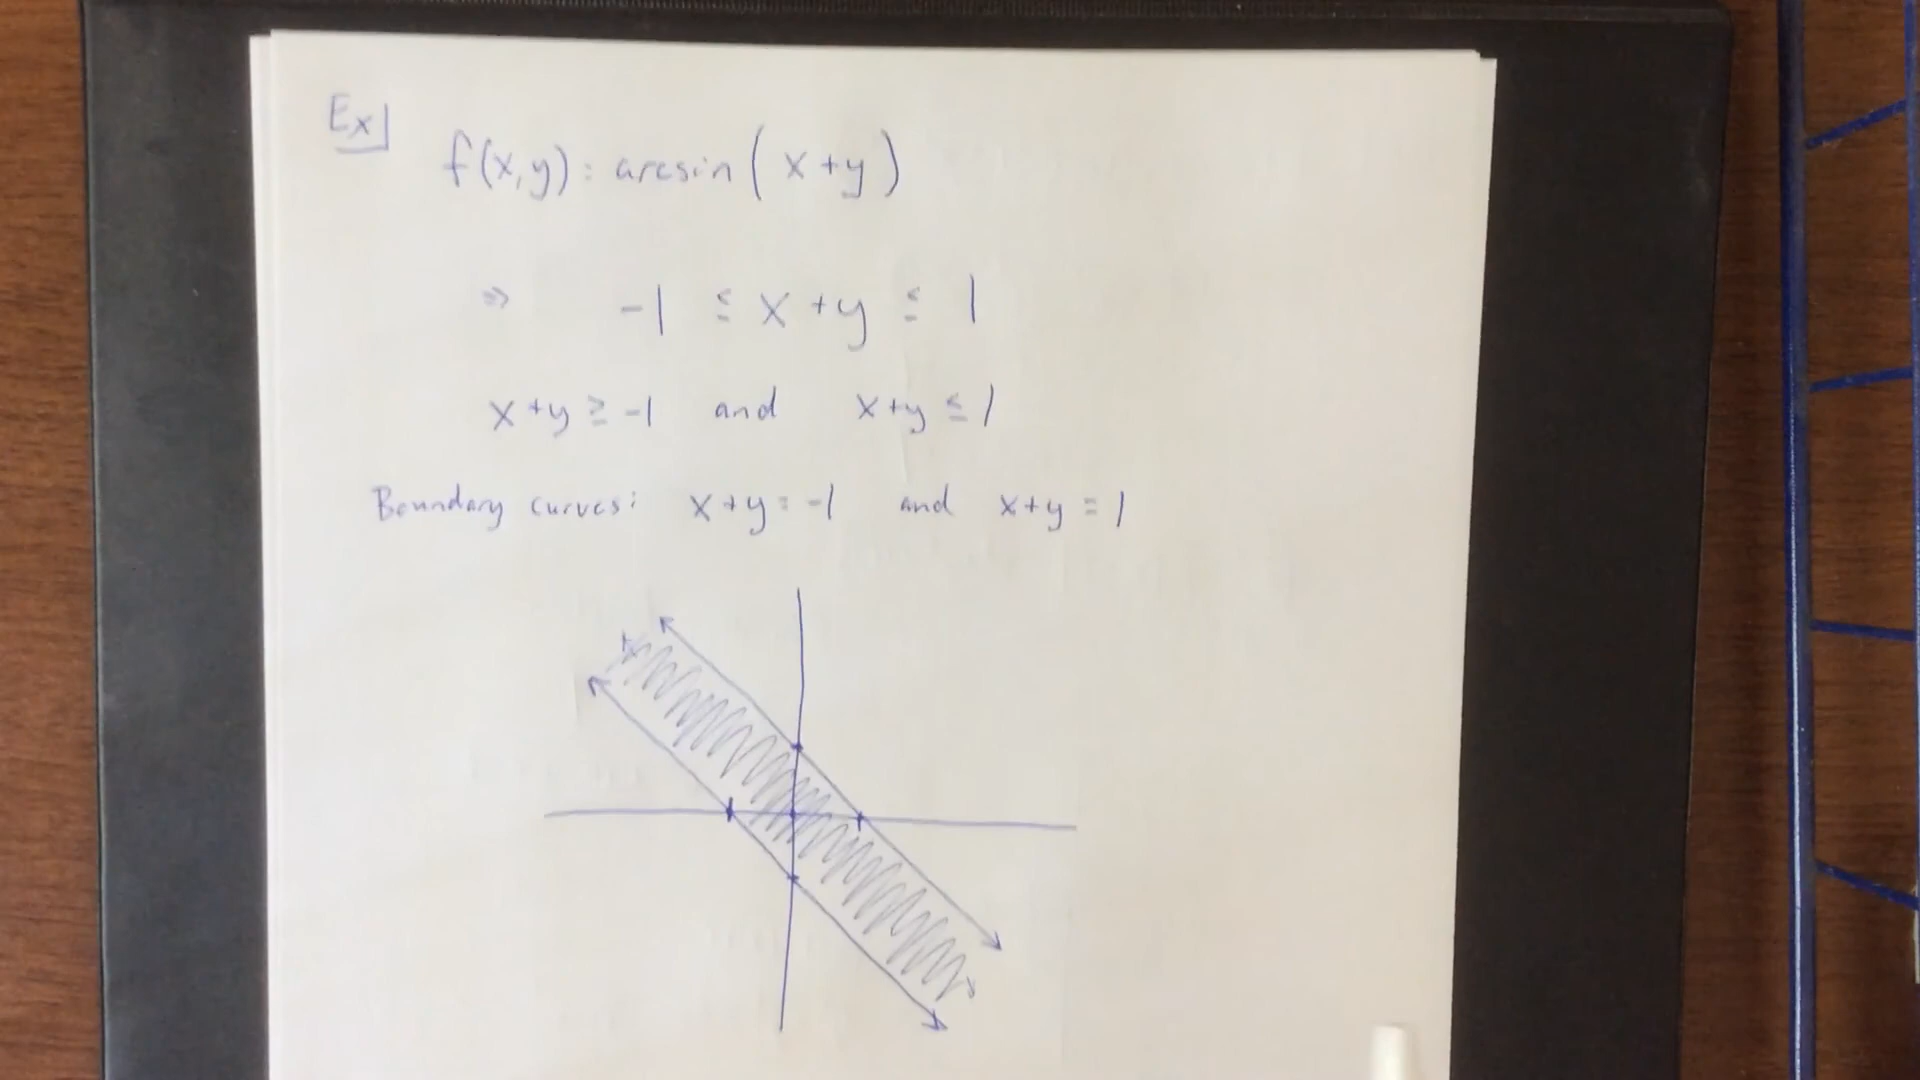 Ex
f(x,y) = arcsin(x+y)
⇒ -1 ≤ x+y ≤ 1
x+y ≥ -1 and x+y ≤ 1
Boundary curves: x+y = -1 and x+y = 1